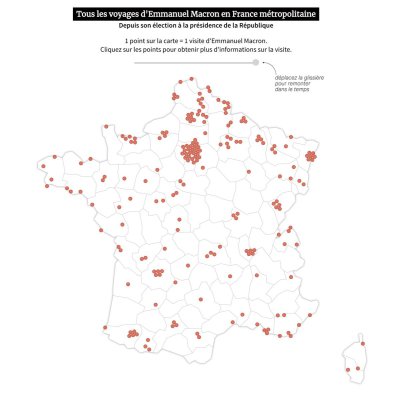 Tous les voyages d'Emmanuel Macron en France métropolitaine
Depuis son élection à la présidence de la République
1 point sur la carte = 1 visite d'Emmanuel Macron.
Cliquez sur les points pour obtenir plus d'informations sur la visite.
déplacez la glissière
pour remonter
dans le temps